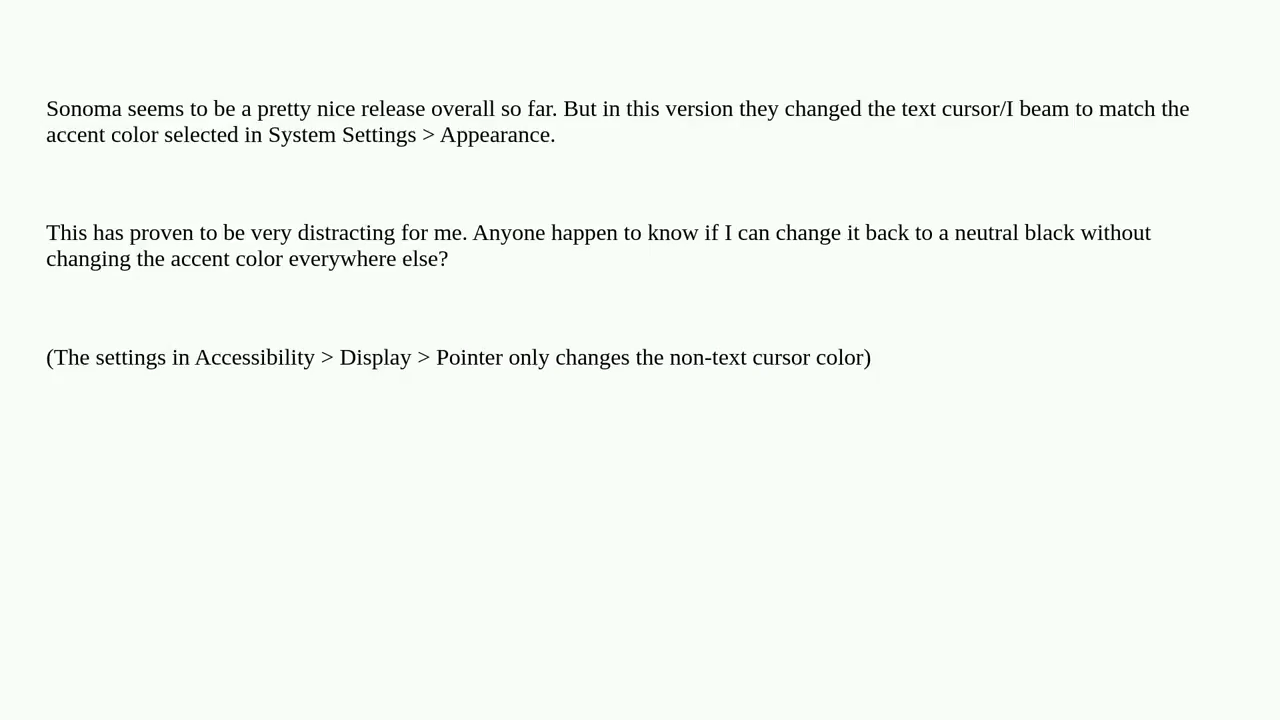 Sonoma seems to be a pretty nice release overall so far. But in this version they changed the text cursor/I beam to match the
accent color selected in System Settings > Appearance.
This has proven to be very distracting for me. Anyone happen to know if I can change it back to a neutral black without
changing the accent color everywhere else?
(The settings in Accessibility > Display > Pointer only changes the non-text cursor color)